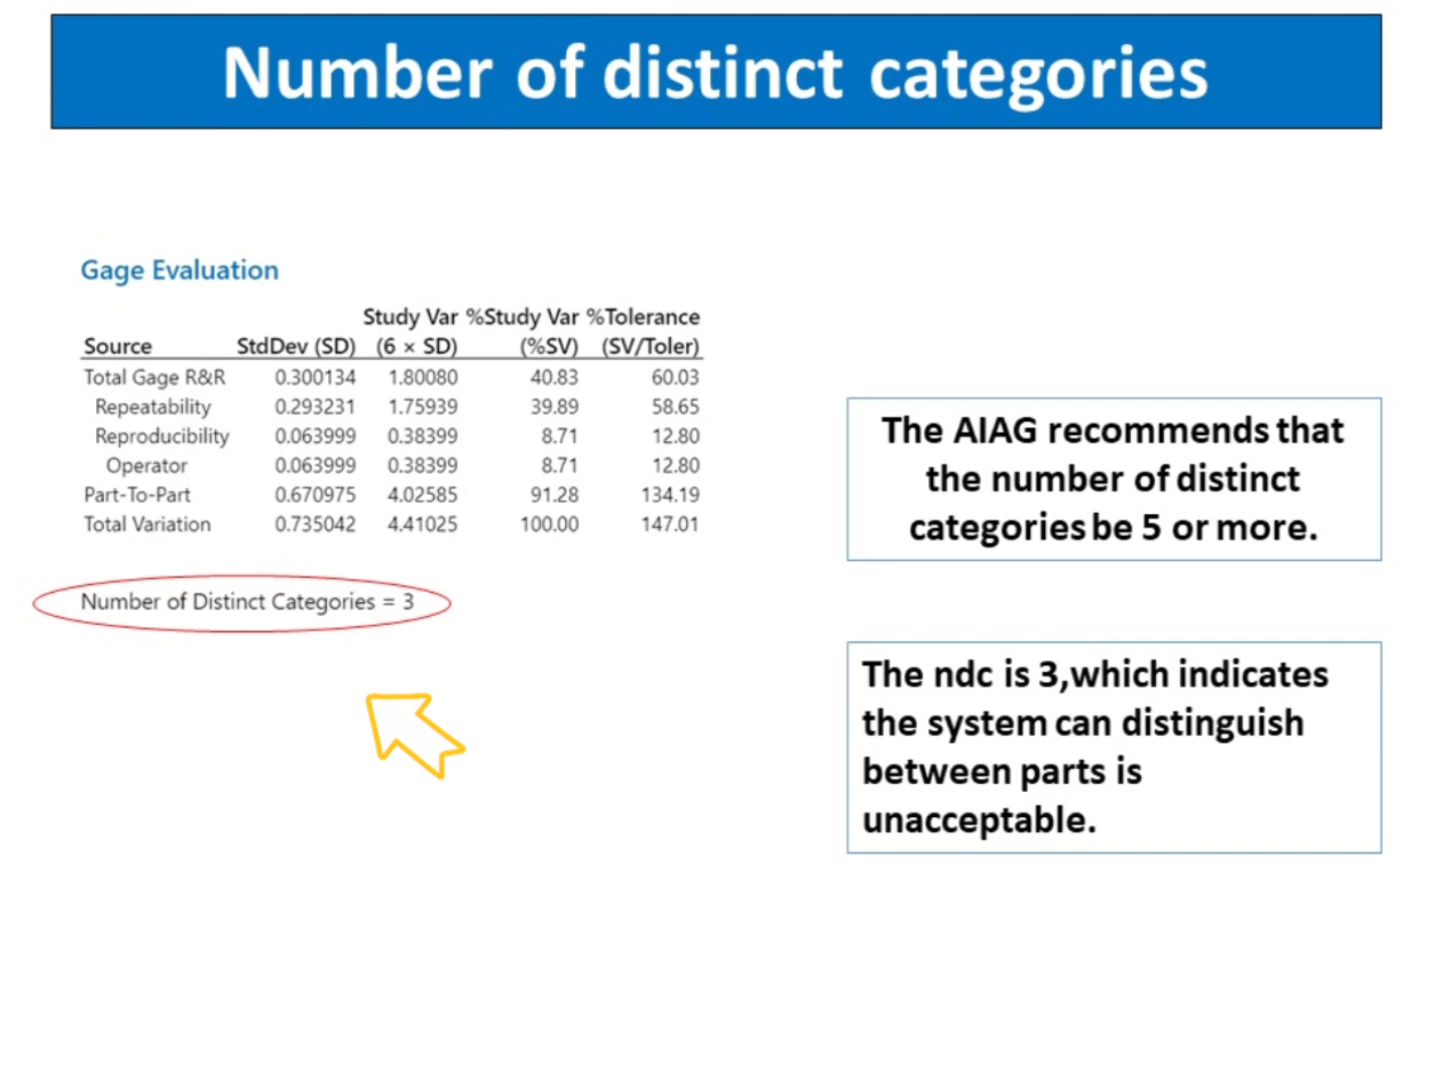 Number of distinct categories
Gage Evaluation
Study Var %Study Var %Tolerance
Source StdDev (SD) (6 × SD) (%SV) (SV/Toler)
Total Gage R&R 0.300134 1.80080 40.83 60.03
Repeatability 0.293231 1.75939 39.89 58.65
Reproducibility 0.063999 0.38399 8.71 12.80
Operator 0.063999 0.38399 8.71 12.80
Part-To-Part 0.670975 4.02585 91.28 134.19
Total Variation 0.735042 4.41025 100.00 147.01
Number of Distinct Categories = 3
The AIAG recommends that
the number of distinct
categories be 5 or more.
The ndc is 3,which indicates
the system can distinguish
between parts is
unacceptable.